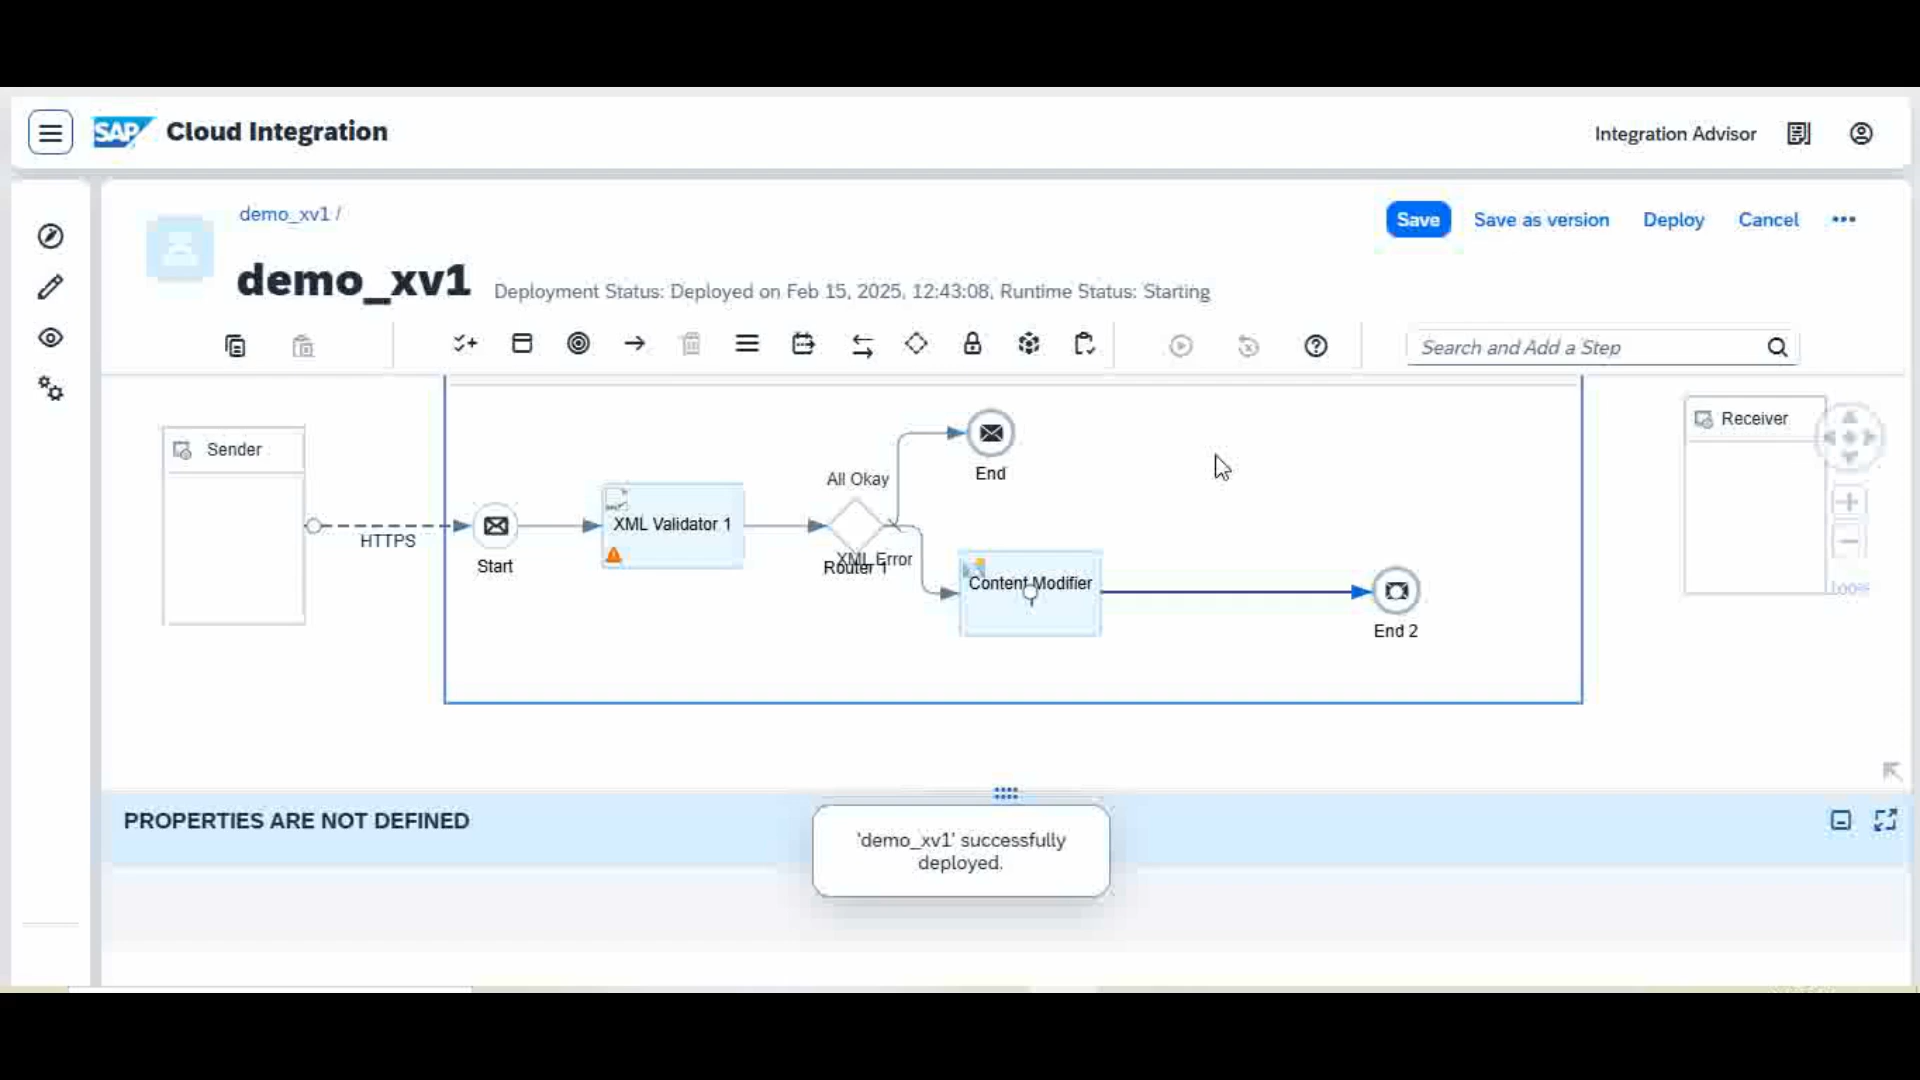 SAP Cloud Integration
Integration Advisor
demo_xv1 /
Save
Save as version
Deploy
Cancel
demo_xv1
Deployment Status: Deployed on Feb 15, 2025, 12:43:08, Runtime Status: Starting
Search and Add a Step
Sender
Receiver
End
All Okay
XML Validator 1
HTTPS
Start
XML Error
Router 1
Content Modifier
100%
End 2
PROPERTIES ARE NOT DEFINED
'demo_xv1' successfully
deployed.